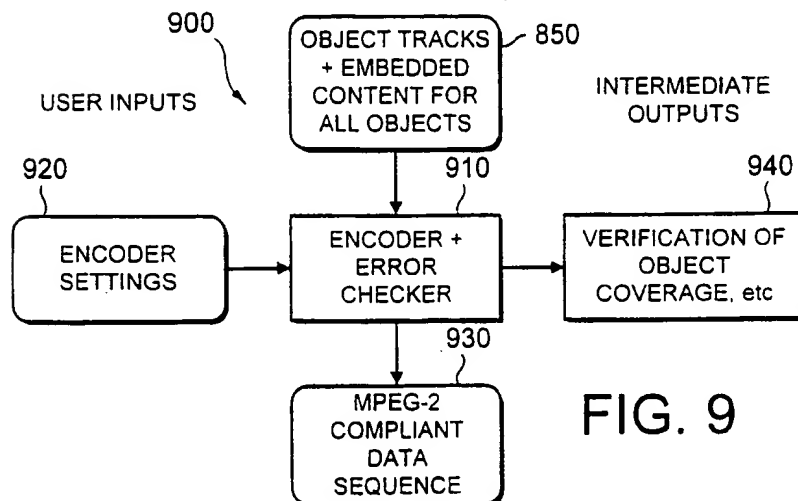 900
OBJECT TRACKS
+ EMBEDDED
CONTENT FOR
ALL OBJECTS
850
USER INPUTS
INTERMEDIATE
OUTPUTS
920
ENCODER
SETTINGS
910
ENCODER +
ERROR
CHECKER
940
VERIFICATION OF
OBJECT
COVERAGE, etc
930
MPEG-2
COMPLIANT
DATA
SEQUENCE
FIG. 9